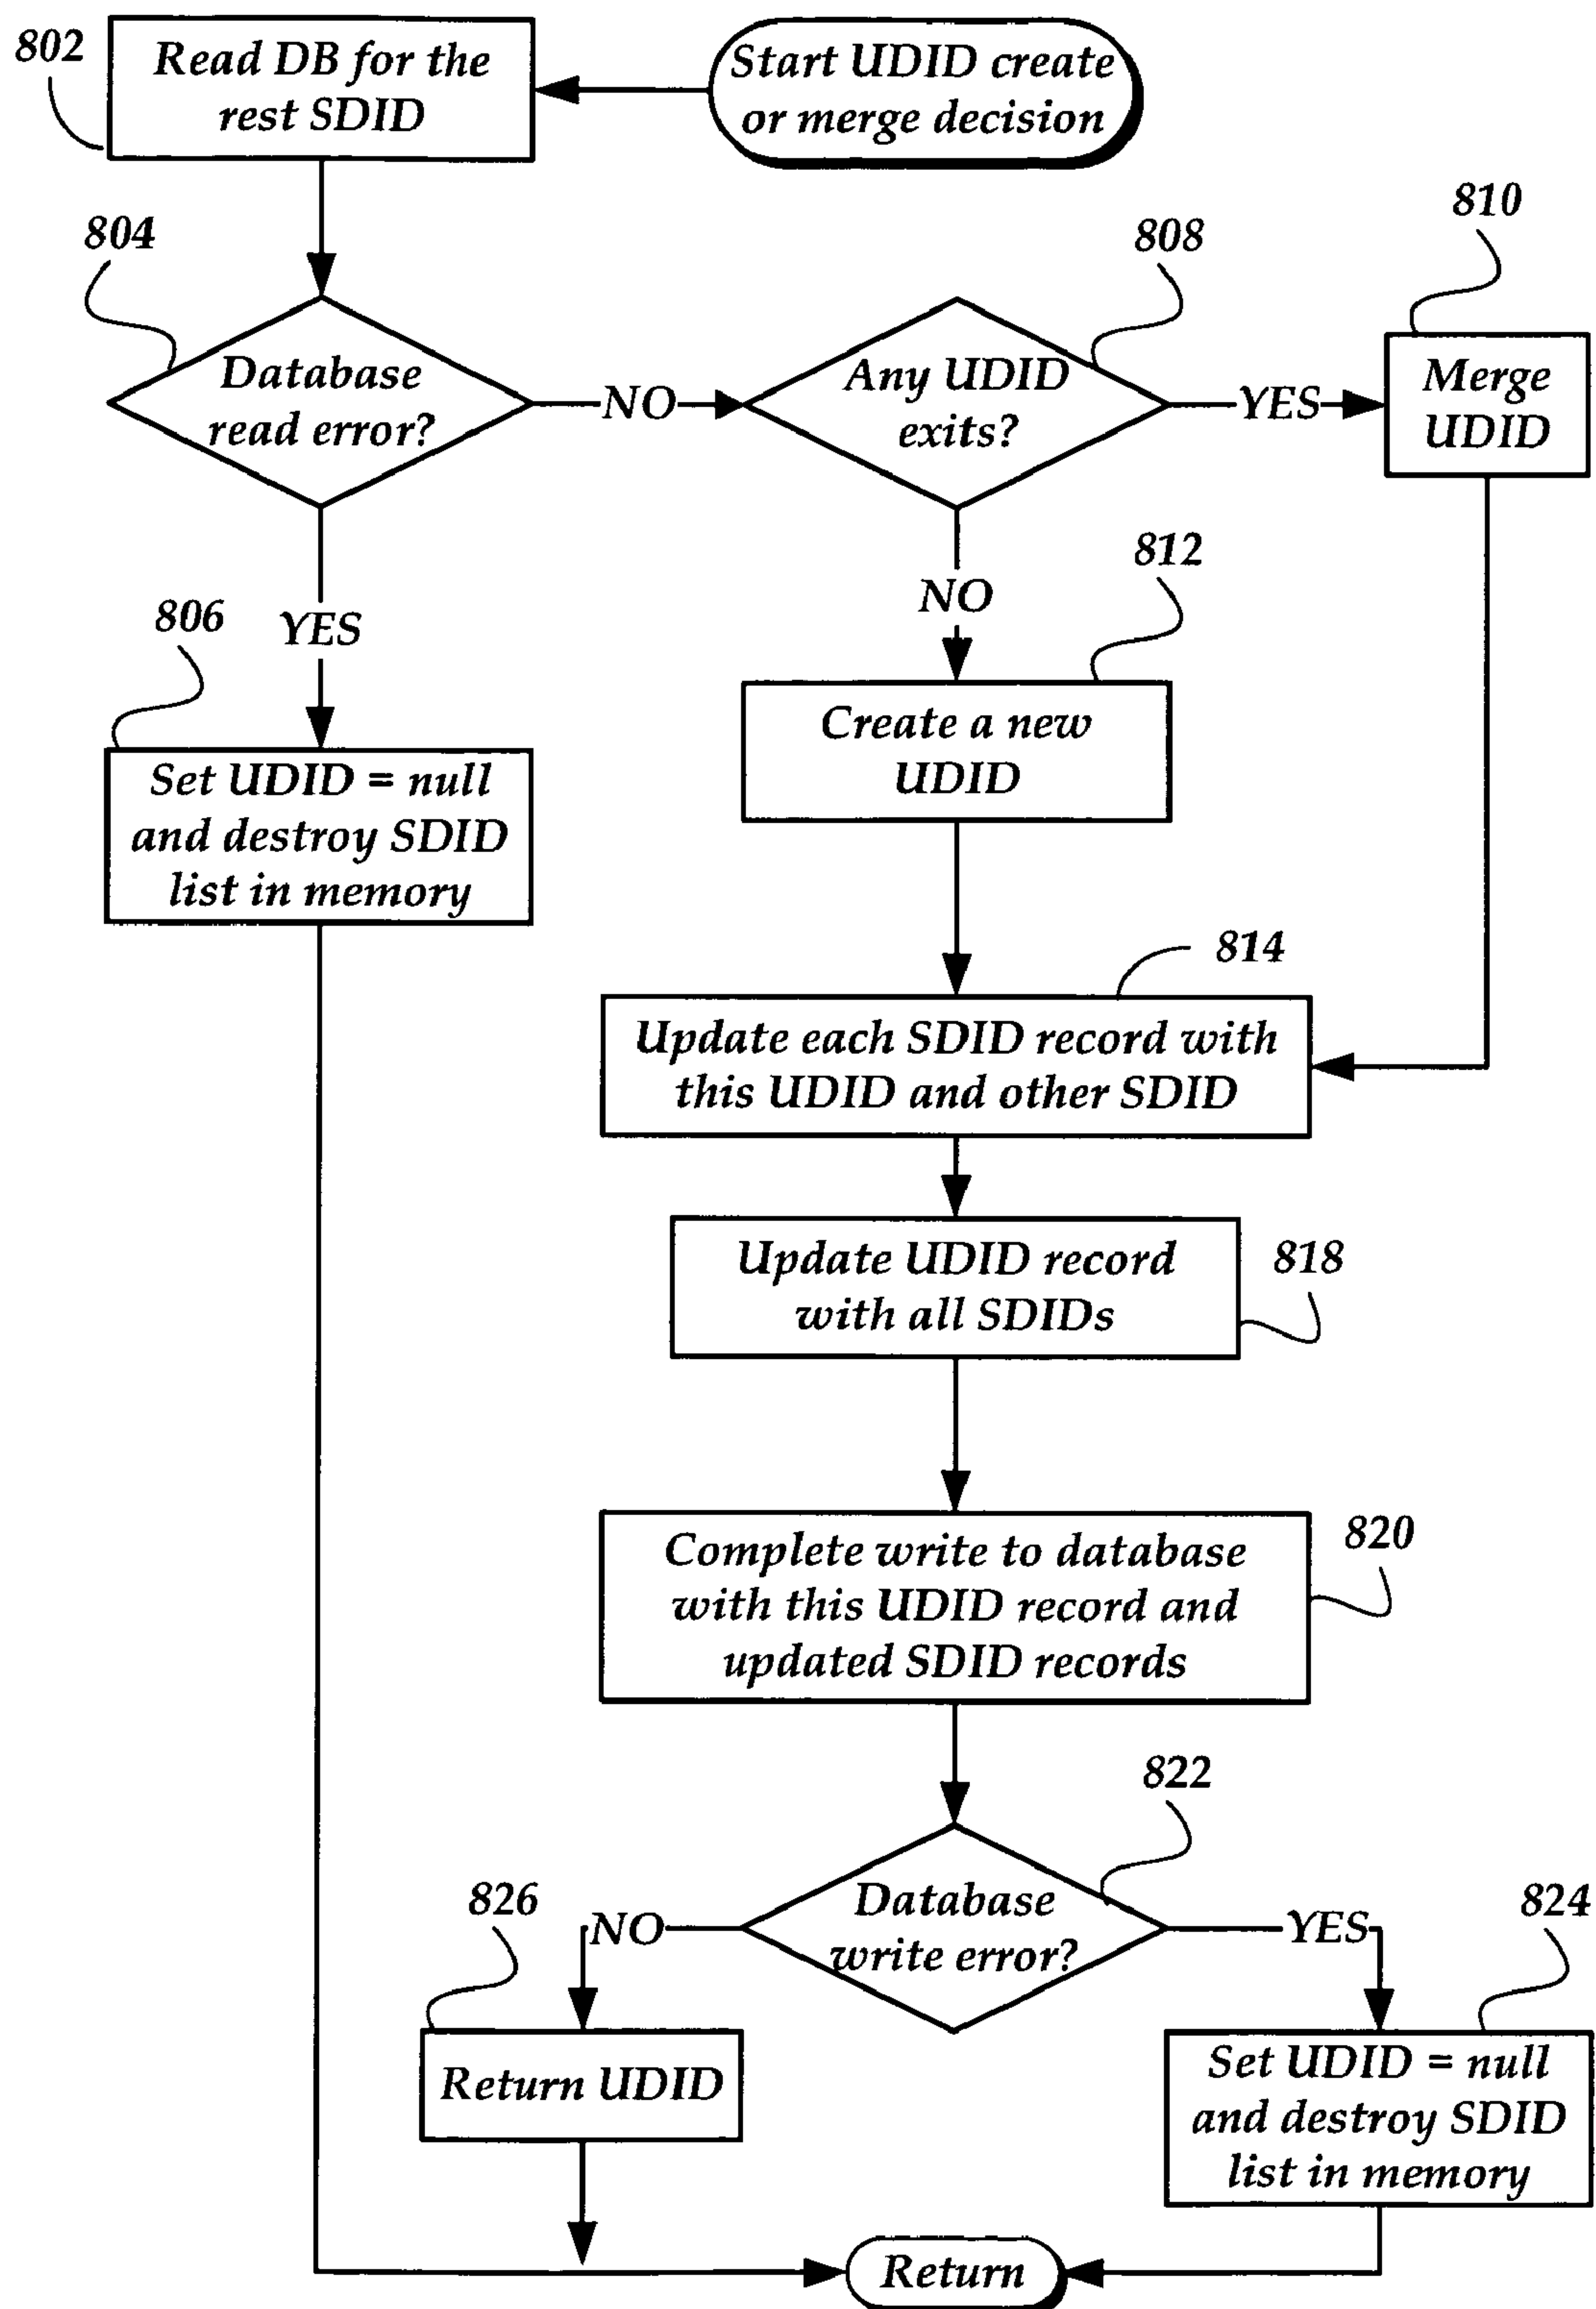 802
Read DB for the
rest SDID
Start UDID create
or merge decision
804
Database
read error?
NO
808
Any UDID
exits?
YES
810
Merge
UDID
YES
806
Set UDID = null
and destroy SDID
list in memory
NO
812
Create a new
UDID
814
Update each SDID record with
this UDID and other SDID
Update UDID record
with all SDIDs
818
Complete write to database
with this UDID record and
updated SDID records
820
822
Database
write error?
NO
826
Return UDID
YES
824
Set UDID = null
and destroy SDID
list in memory
Return